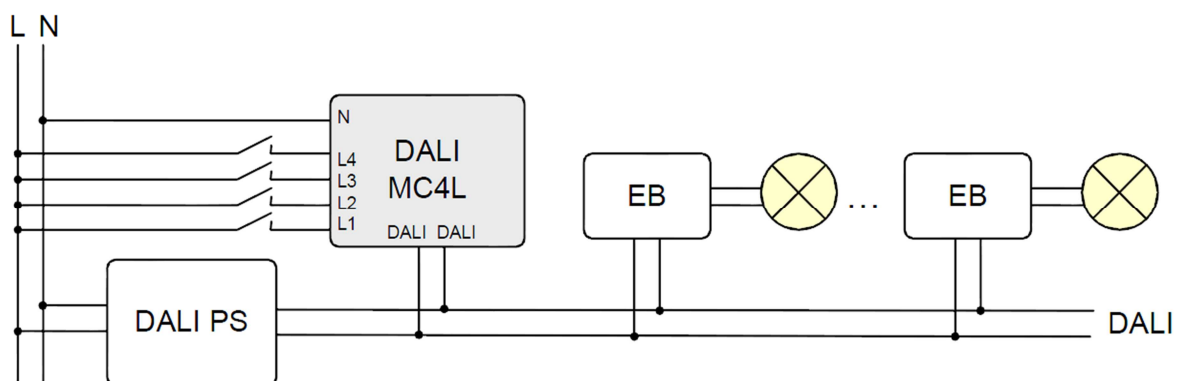 L N
N
L4
L3
L2
L1
DALI
MC4L
DALI DALI
EB
...
EB
DALI PS
DALI